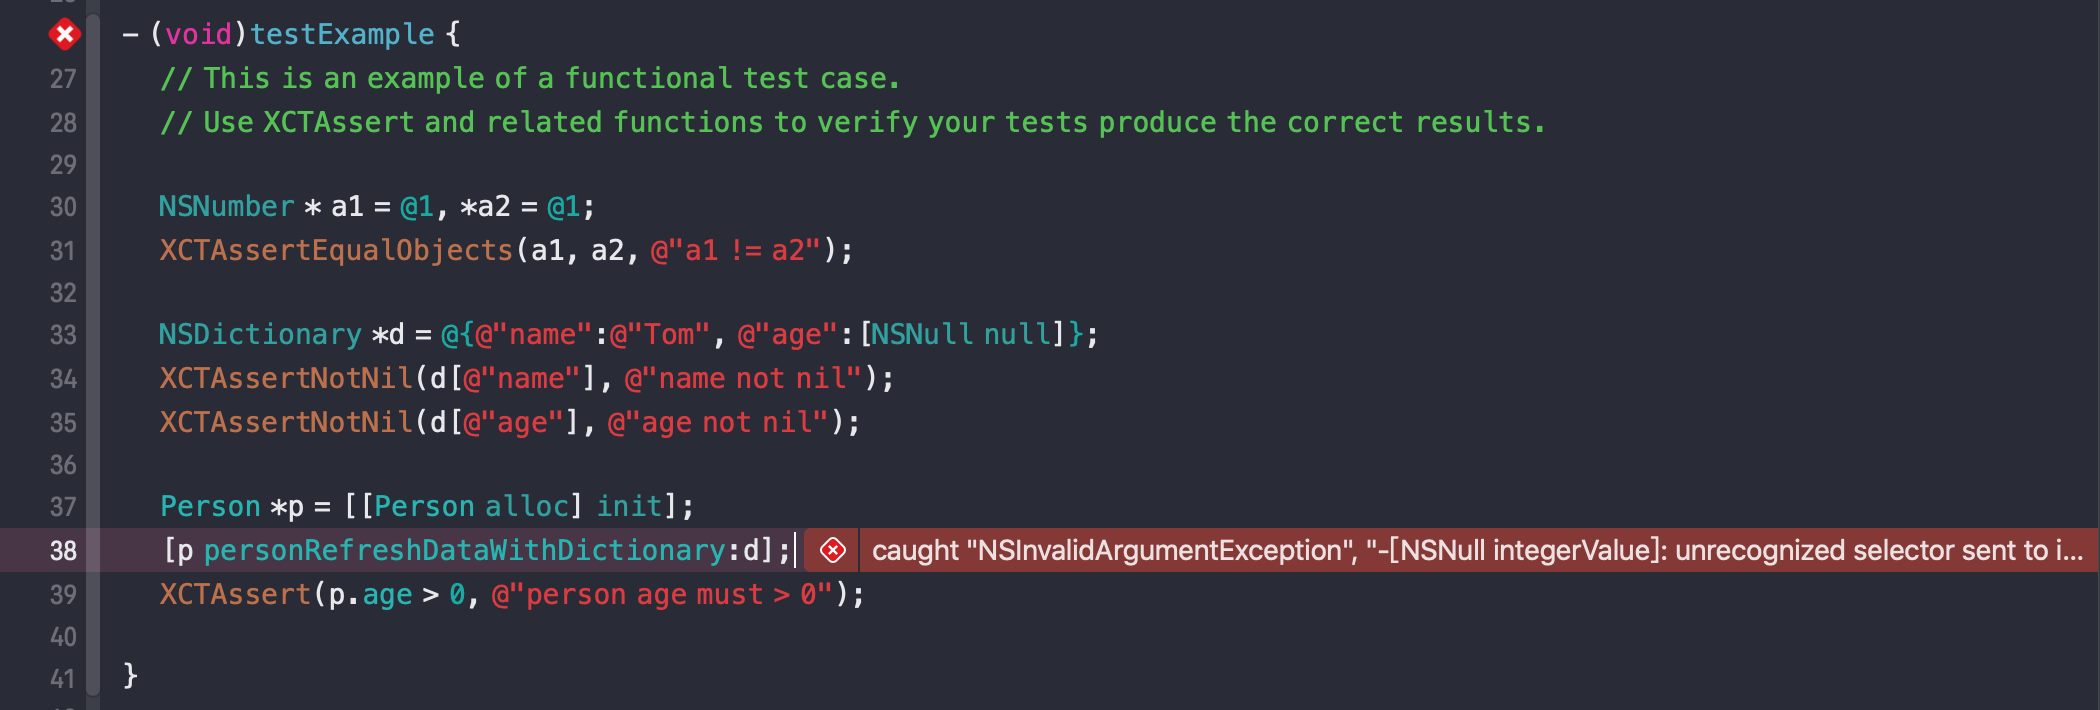 - (void)testExample {
27 // This is an example of a functional test case.
28 // Use XCTAssert and related functions to verify your tests produce the correct results.
29
30 NSNumber * a1 = @1, *a2 = @1;
31 XCTAssertEqualObjects(a1, a2, @"a1 != a2");
32
33 NSDictionary *d = @{@"name":@"Tom", @"age":[NSNull null]};
34 XCTAssertNotNil(d[@"name"], @"name not nil");
35 XCTAssertNotNil(d[@"age"], @"age not nil");
36
37 Person *p = [[Person alloc] init];
38 [p personRefreshDataWithDictionary:d]; caught "NSInvalidArgumentException", "-[NSNull integerValue]: unrecognized selector sent to i...
39 XCTAssert(p.age > 0, @"person age must > 0");
40
41 }